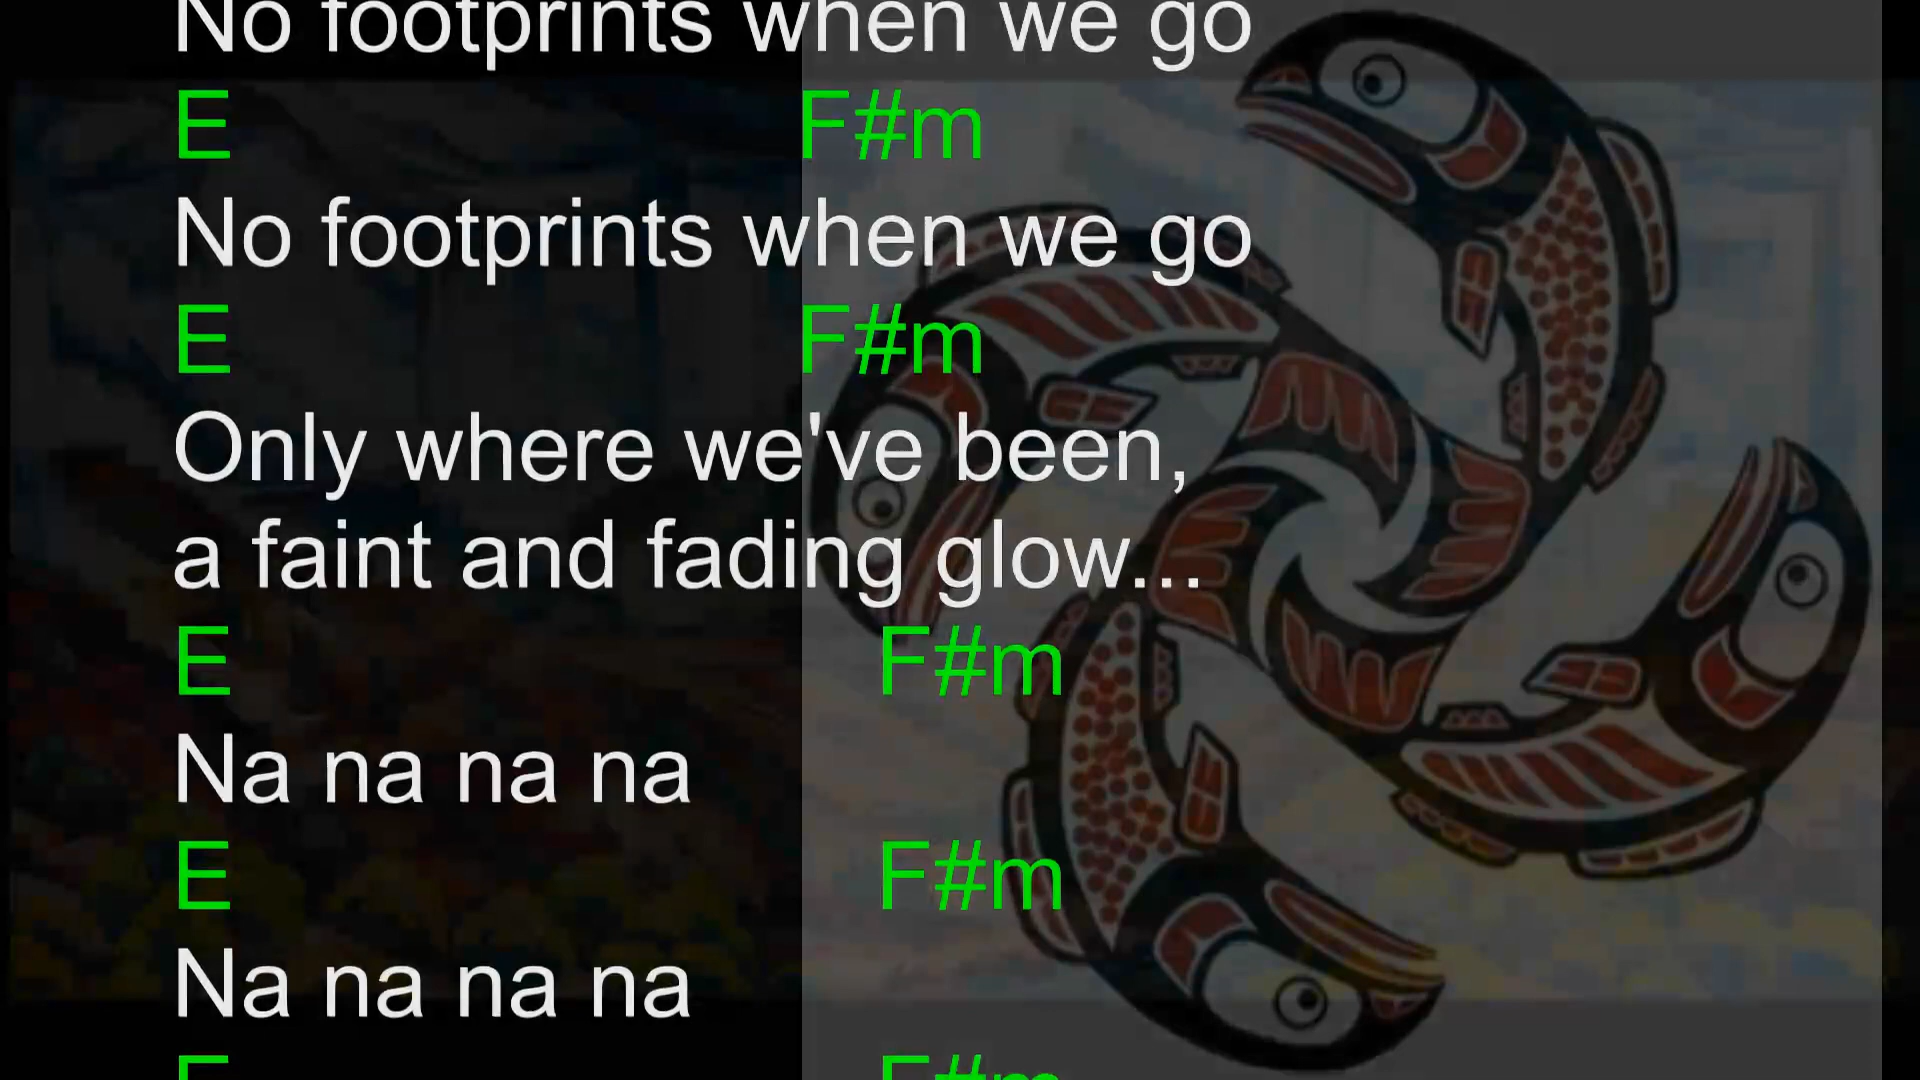 No footprints when we go
E F#m
No footprints when we go
E F#m
Only where we've been,
a faint and fading glow...
E F#m
Na na na na
E F#m
Na na na na
E F#m